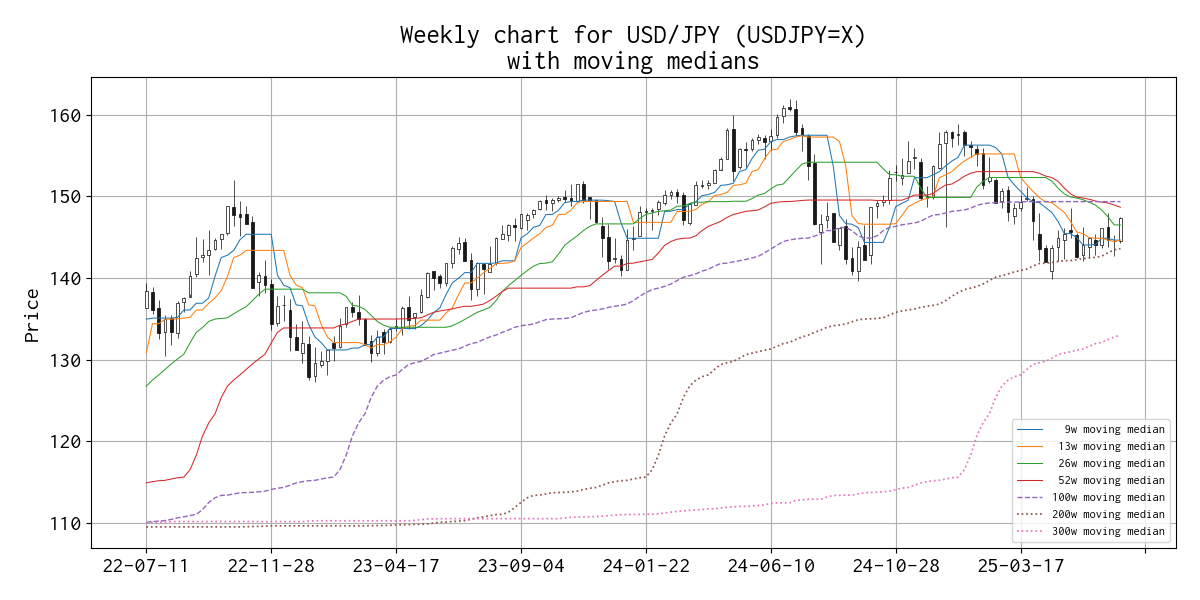 Weekly chart for USD/JPY (USDJPY=X)
with moving medians
Price
160
150
140
130
120
110
22-07-11 22-11-28 23-04-17 23-09-04 24-01-22 24-06-10 24-10-28 25-03-17
9w moving median
13w moving median
26w moving median
52w moving median
100w moving median
200w moving median
300w moving median